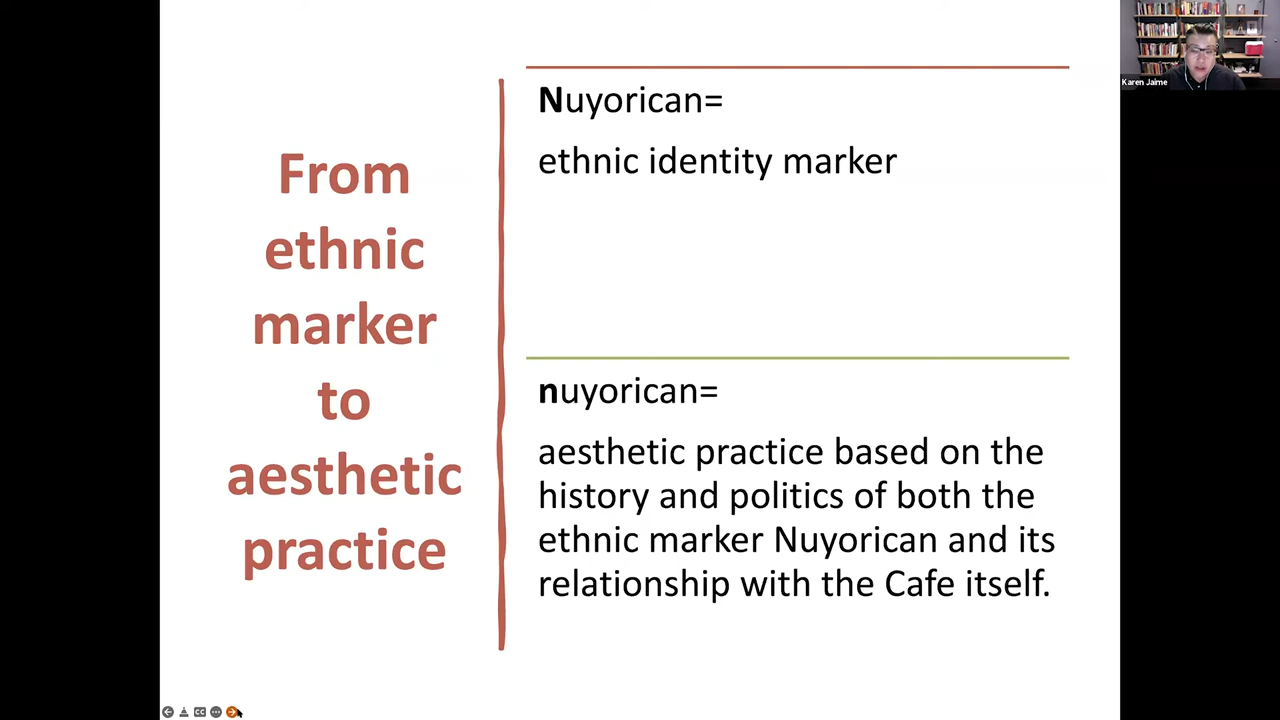 From
ethnic
marker
to
aesthetic
practice
Nuyorican=
ethnic identity marker
nuyorican=
aesthetic practice based on the
history and politics of both the
ethnic marker Nuyorican and its
relationship with the Cafe itself.
Karen Jaime
CC